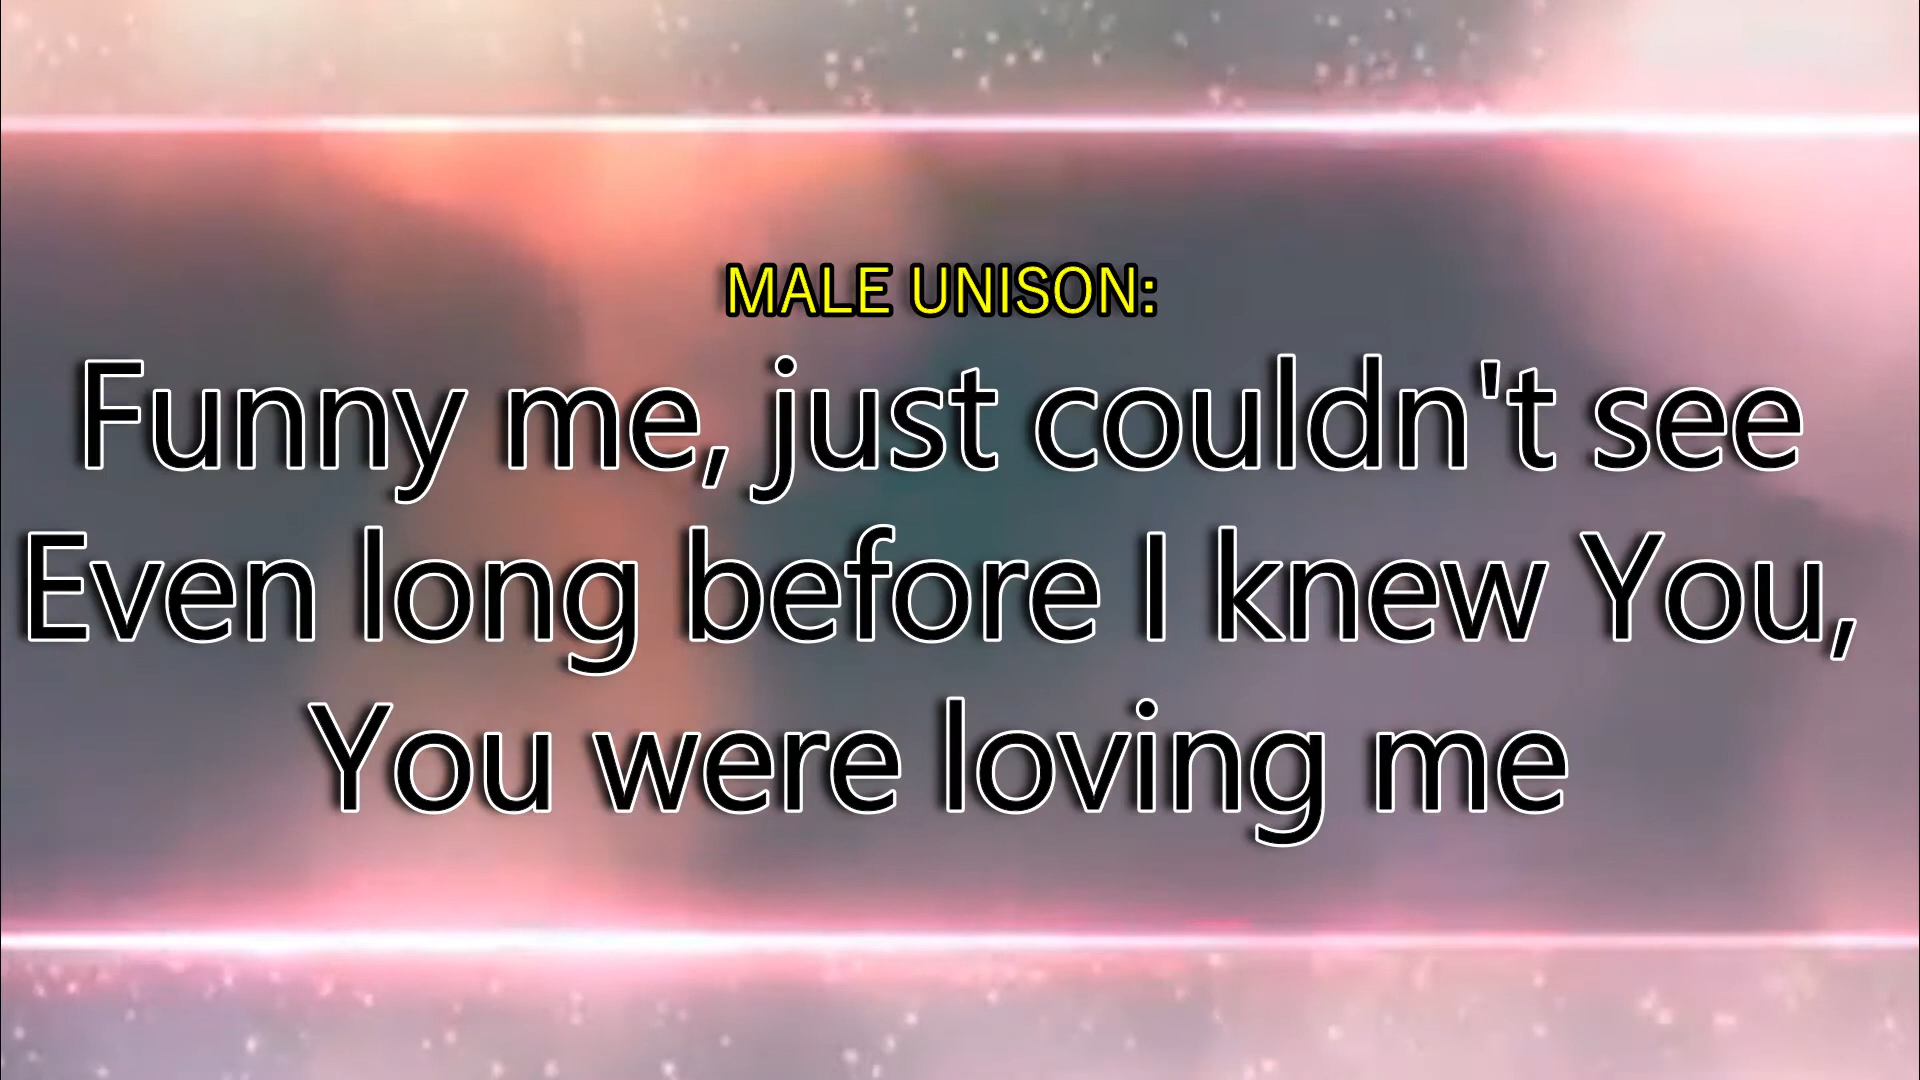 MALE UNISON:
Funny me, just couldn't see
Even long before I knew You,
You were loving me